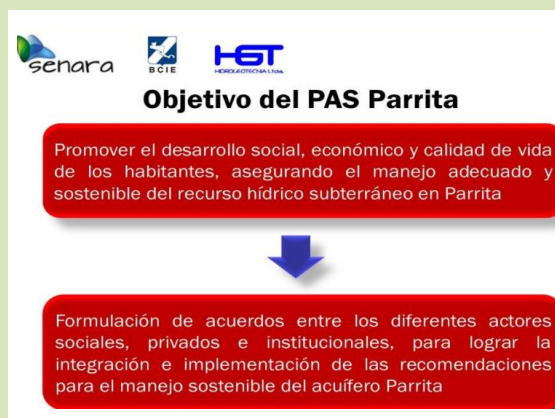 senara
BCIE
HGT
HIDROGEOTECNIA Ltda.
Objetivo del PAS Parrita
Promover el desarrollo social, económico y calidad de vida
de los habitantes, asegurando el manejo adecuado y
sostenible del recurso hídrico subterráneo en Parrita
Formulación de acuerdos entre los diferentes actores
sociales, privados e institucionales, para lograr la
integración e implementación de las recomendaciones
para el manejo sostenible del acuífero Parrita